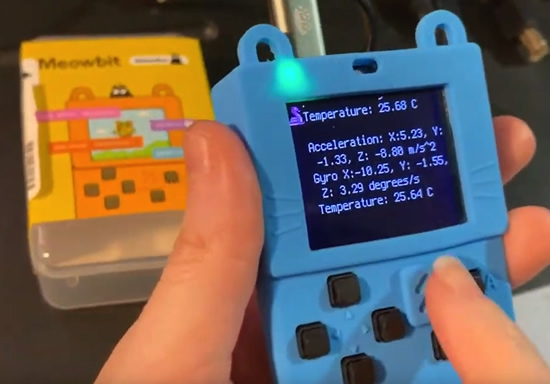 Meowbit
Temperature: 25.68 C
Acceleration: X:5.23, Y:
-1.33, Z: -8.80 m/s^2
Gyro X:-10.25, Y: -1.55,
Z: 3.29 degrees/s
Temperature: 25.64 C